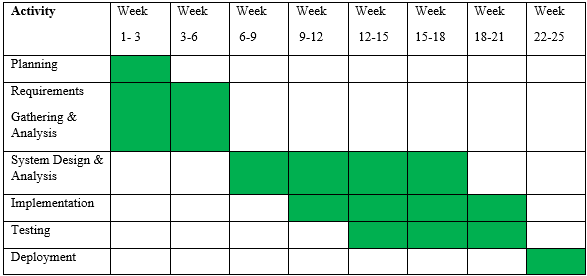 Activity Week Week Week Week Week Week Week Week
1- 3 3-6 6-9 9-12 12-15 15-18 18-21 22-25
Planning
Requirements
Gathering &
Analysis
System Design &
Analysis
Implementation
Testing
Deployment